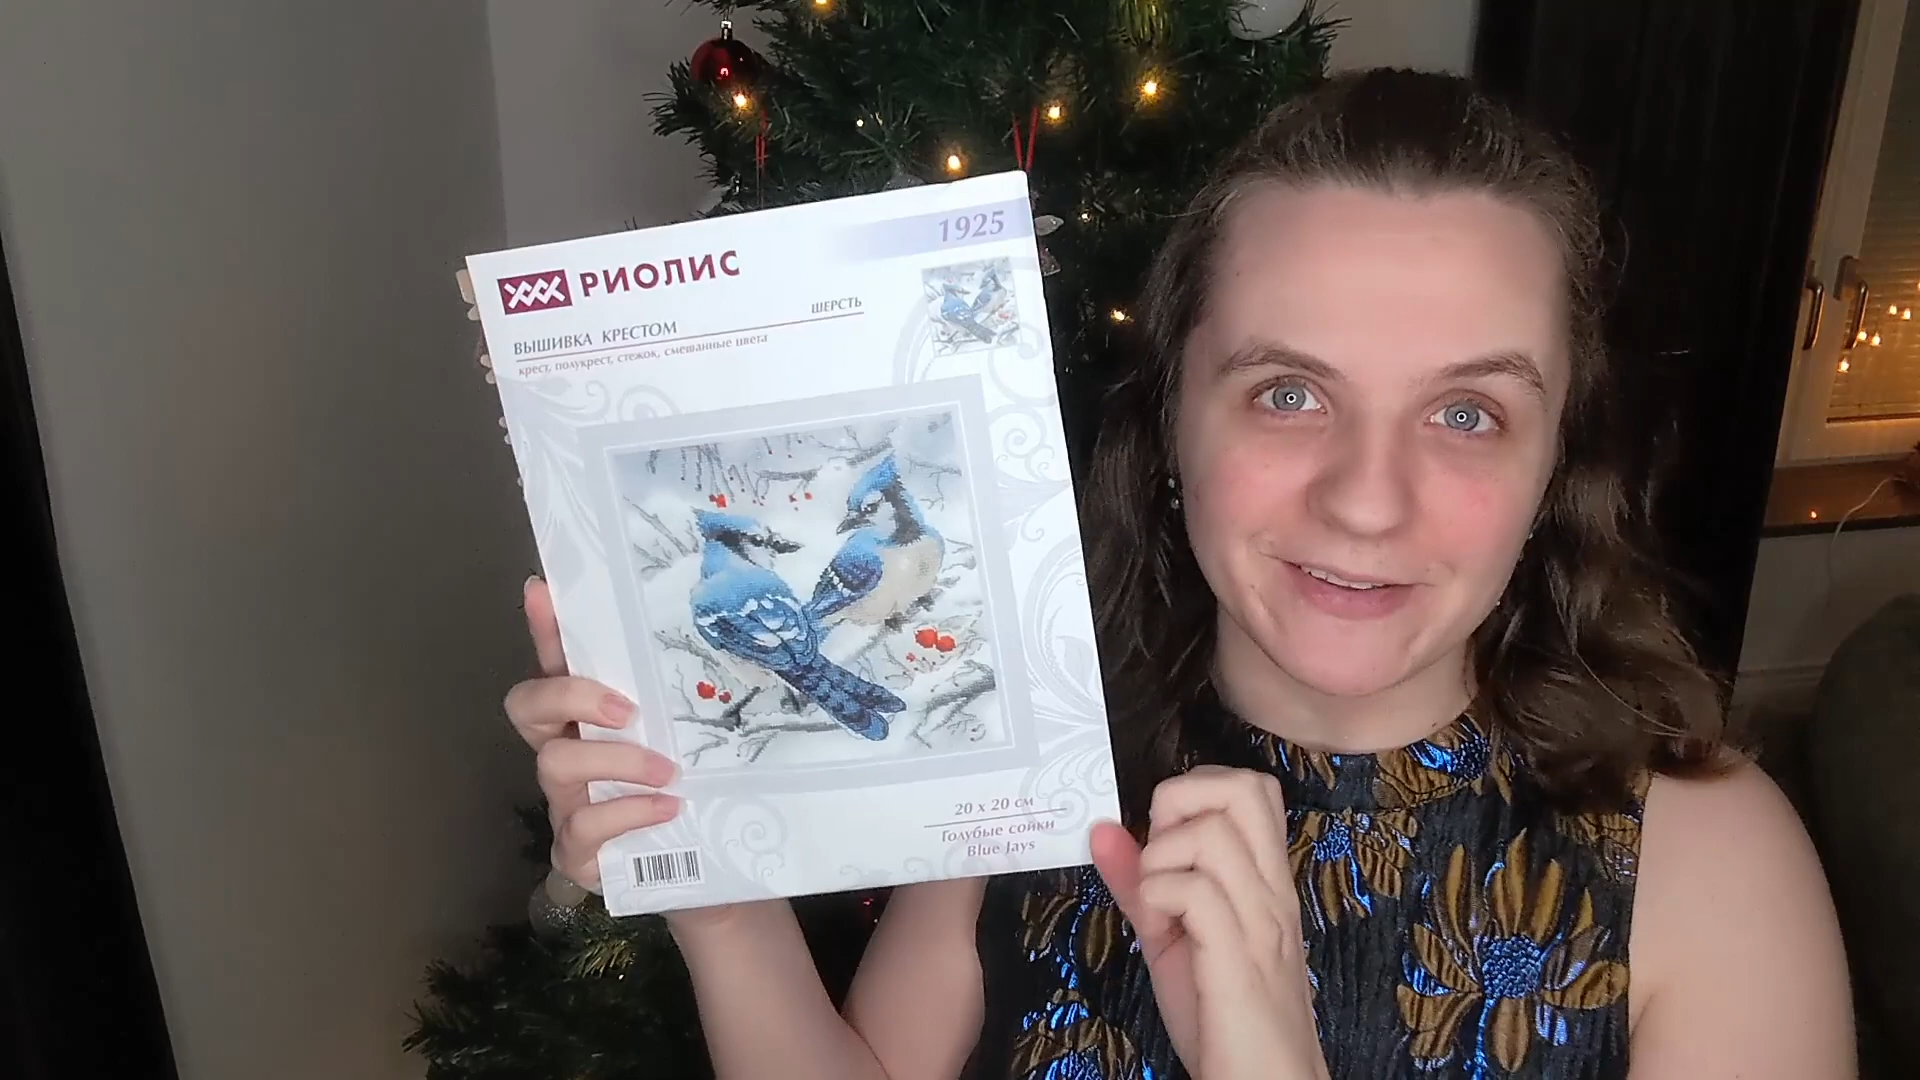 1925
РИОЛИС
ШЕРСТЬ
ВЫШИВКА КРЕСТОМ
крест, полукрест, стежок, смешанные цвета
20 x 20 см
Голубые сойки
Blue Jays